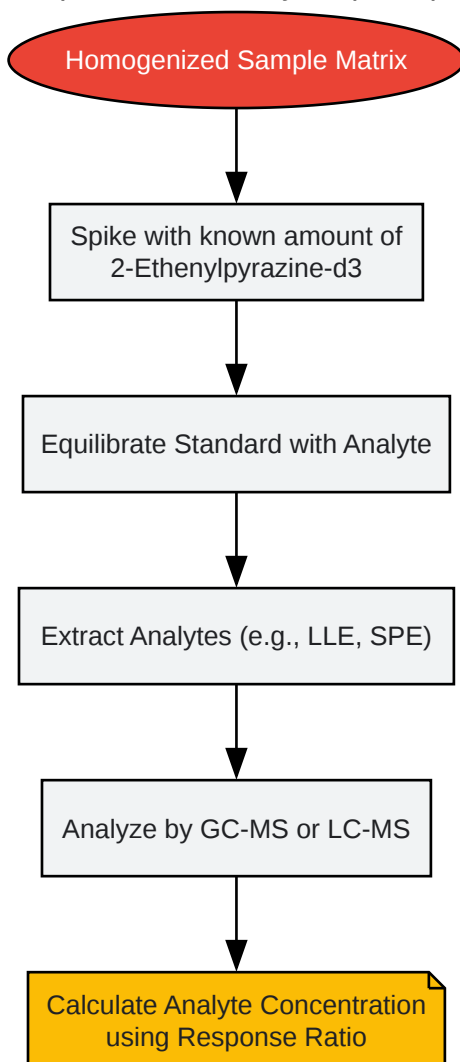 Homogenized Sample Matrix
Spike with known amount of
2-Ethenylpyrazine-d3
Equilibrate Standard with Analyte
Extract Analytes (e.g., LLE, SPE)
Analyze by GC-MS or LC-MS
Calculate Analyte Concentration
using Response Ratio